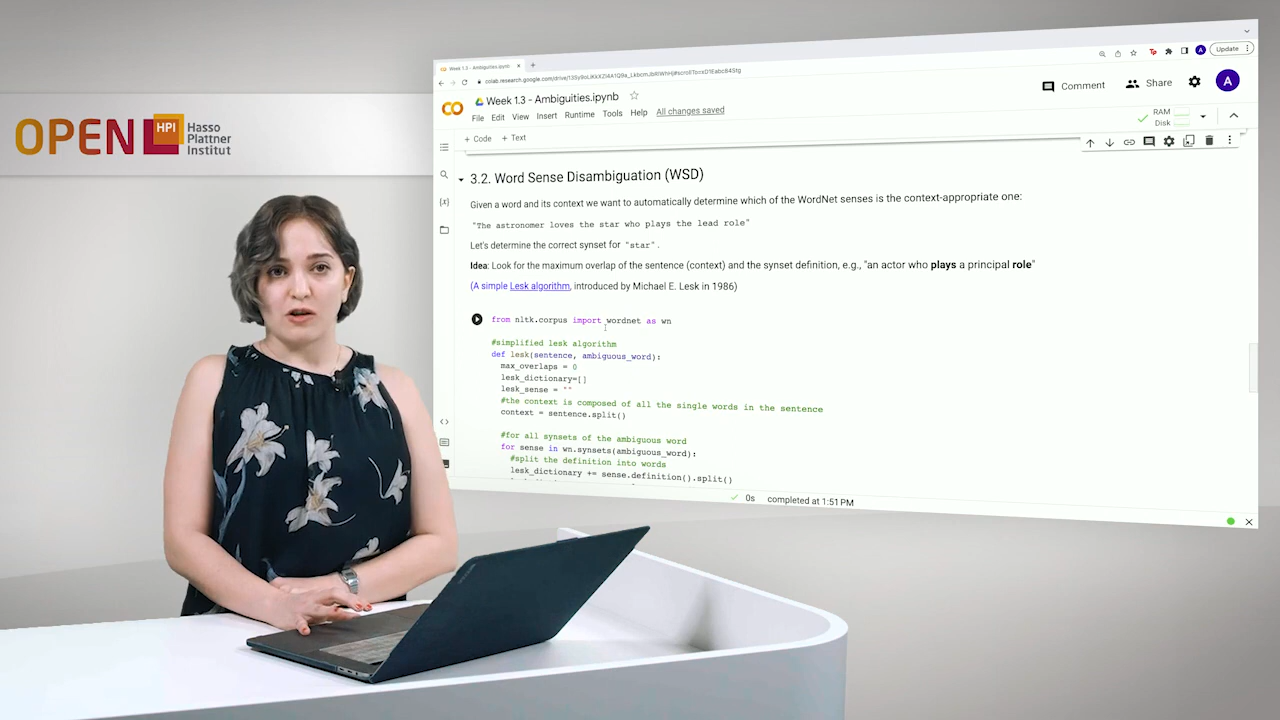 OPEN HPI Hasso
Plattner
Institut
Week 1.3 - Ambiguities.ipynb
Update
Week 1.3 - Ambiguities.ipynb
File Edit View Insert Runtime Tools Help All changes saved
Comment Share A
+ Code + Text
RAM
Disk
3.2. Word Sense Disambiguation (WSD)
Given a word and its context we want to automatically determine which of the WordNet senses is the context-appropriate one:
"The astronomer loves the star who plays the lead role"
Let's determine the correct synset for "star".
Idea: Look for the maximum overlap of the sentence (context) and the synset definition, e.g., "an actor who plays a principal role"
(A simple Lesk algorithm, introduced by Michael E. Lesk in 1986)
from nltk.corpus import wordnet as wn
#simplified lesk algorithm
def lesk(sentence, ambiguous_word):
max_overlaps = 0
lesk_dictionary=[]
lesk_sense = ""
#the context is composed of all the single words in the sentence
context = sentence.split()
#for all synsets of the ambiguous word
for sense in wn.synsets(ambiguous_word):
#split the definition into words
lesk_dictionary += sense.definition().split()
0s completed at 1:51 PM